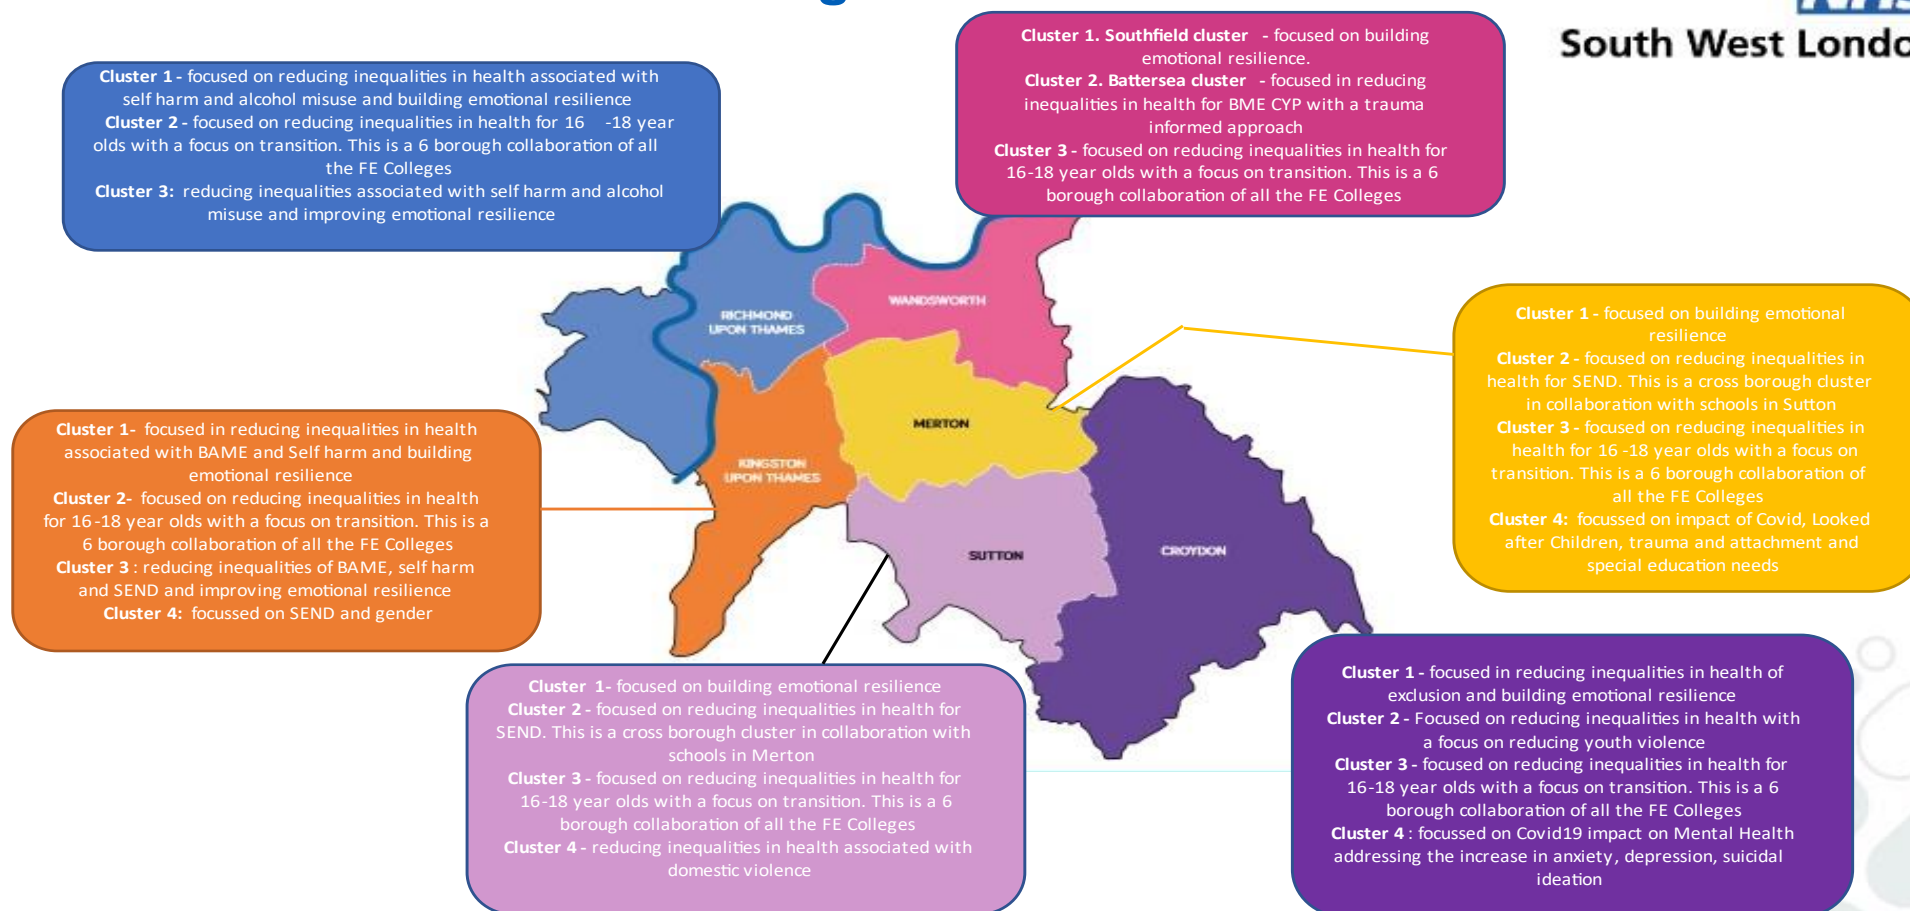 South West Londo
Cluster 1 - focused on reducing inequalities in health associated with
self harm and alcohol misuse and building emotional resilience
Cluster 2 - focused on reducing inequalities in health for 16 -18 year
olds with a focus on transition. This is a 6 borough collaboration of all
the FE Colleges
Cluster 3: reducing inequalities associated with self harm and alcohol
misuse and improving emotional resilience
Cluster 1. Southfield cluster - focused on building
emotional resilience.
Cluster 2. Battersea cluster - focused in reducing
inequalities in health for BME CYP with a trauma
informed approach
Cluster 3 - focused on reducing inequalities in health for
16-18 year olds with a focus on transition. This is a 6
borough collaboration of all the FE Colleges
RICHMOND
UPON THAMES
WANDSWORTH
MERTON
KINGSTON
UPON THAMES
SUTTON
CROYDON
Cluster 1 - focused on building emotional
resilience
Cluster 2 - focused on reducing inequalities in
health for SEND. This is a cross borough cluster
in collaboration with schools in Sutton
Cluster 3 - focused on reducing inequalities in
health for 16 -18 year olds with a focus on
transition. This is a 6 borough collaboration of
all the FE Colleges
Cluster 4: focussed on impact of Covid, Looked
after Children, trauma and attachment and
special education needs
Cluster 1- focused in reducing inequalities in health
associated with BAME and Self harm and building
emotional resilience
Cluster 2- focused on reducing inequalities in health
for 16-18 year olds with a focus on transition. This is a
6 borough collaboration of all the FE Colleges
Cluster 3 : reducing inequalities of BAME, self harm
and SEND and improving emotional resilience
Cluster 4: focussed on SEND and gender
Cluster 1- focused on building emotional resilience
Cluster 2 - focused on reducing inequalities in health for
SEND. This is a cross borough cluster in collaboration with
schools in Merton
Cluster 3 - focused on reducing inequalities in health for
16-18 year olds with a focus on transition. This is a 6
borough collaboration of all the FE Colleges
Cluster 4 - reducing inequalities in health associated with
domestic violence
Cluster 1 - focused in reducing inequalities in health of
exclusion and building emotional resilience
Cluster 2 - Focused on reducing inequalities in health with
a focus on reducing youth violence
Cluster 3 - focused on reducing inequalities in health for
16-18 year olds with a focus on transition. This is a 6
borough collaboration of all the FE Colleges
Cluster 4 : focussed on Covid19 impact on Mental Health
addressing the increase in anxiety, depression, suicidal
ideation